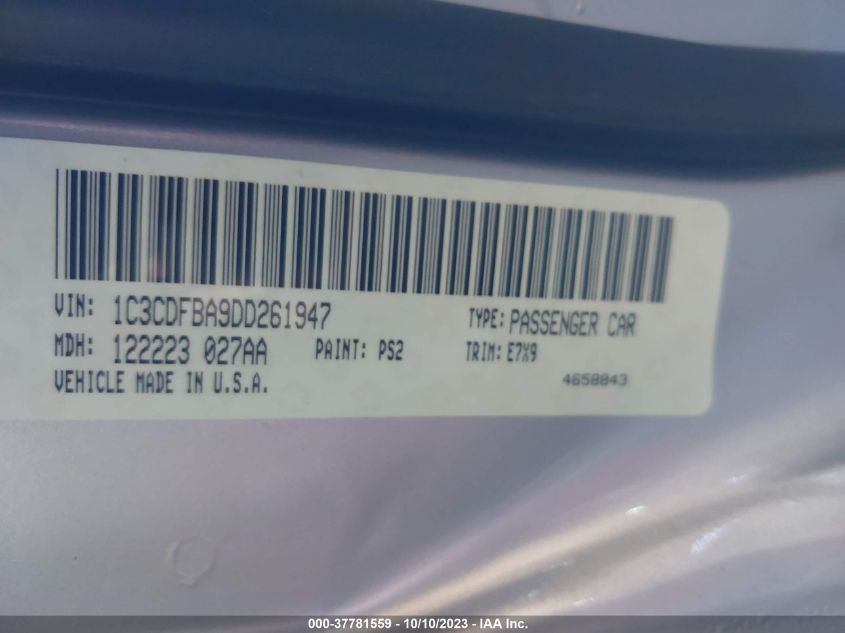 VIN: 1C3CDFBA9DD261947 TYPE: PASSENGER CAR
MDH: 122223 027AA PAINT: PS2 TRIM: E7X9
VEHICLE MADE IN U.S.A. 4658843
000-37781559 - 10/10/2023 - IAA Inc.